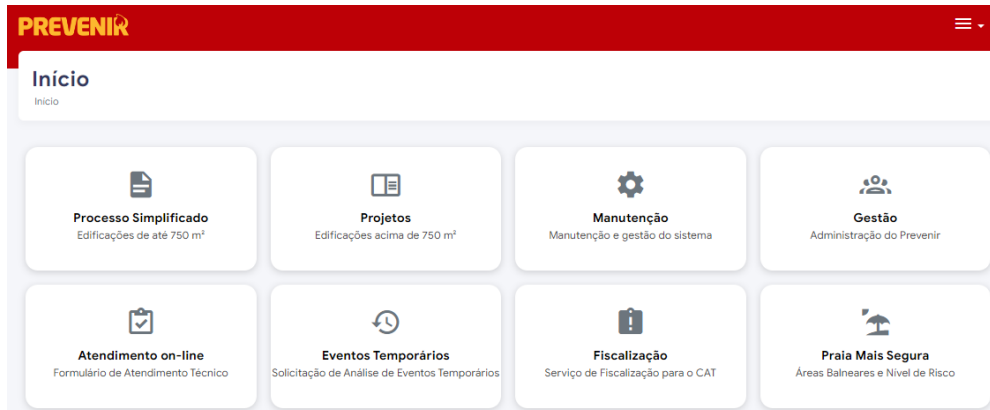 PREVENIR
Início
Início
Processo Simplificado
Edificações de até 750 m²
Projetos
Edificações acima de 750 m²
Manutenção
Manutenção e gestão do sistema
Gestão
Administração do Prevenir
Atendimento on-line
Formulário de Atendimento Técnico
Eventos Temporários
Solicitação de Análise de Eventos Temporários
Fiscalização
Serviço de Fiscalização para o CAT
Praia Mais Segura
Áreas Balneares e Nível de Risco